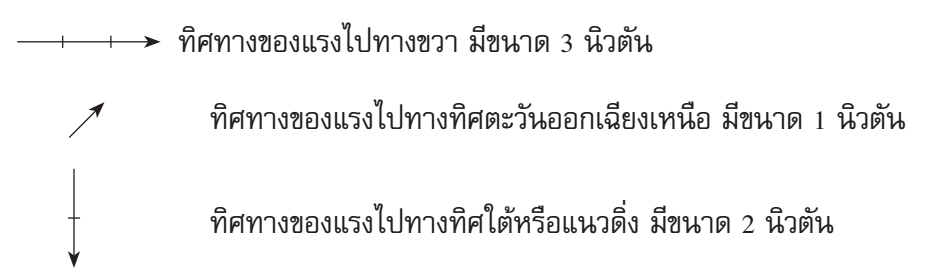 ทิศทางของแรงไปทางขวา มีขนาด 3 นิวตัน
ทิศทางของแรงไปทางทิศตะวันออกเฉียงเหนือ มีขนาด 1 นิวตัน
ทิศทางของแรงไปทางทิศใต้หรือแนวดิ่ง มีขนาด 2 นิวตัน